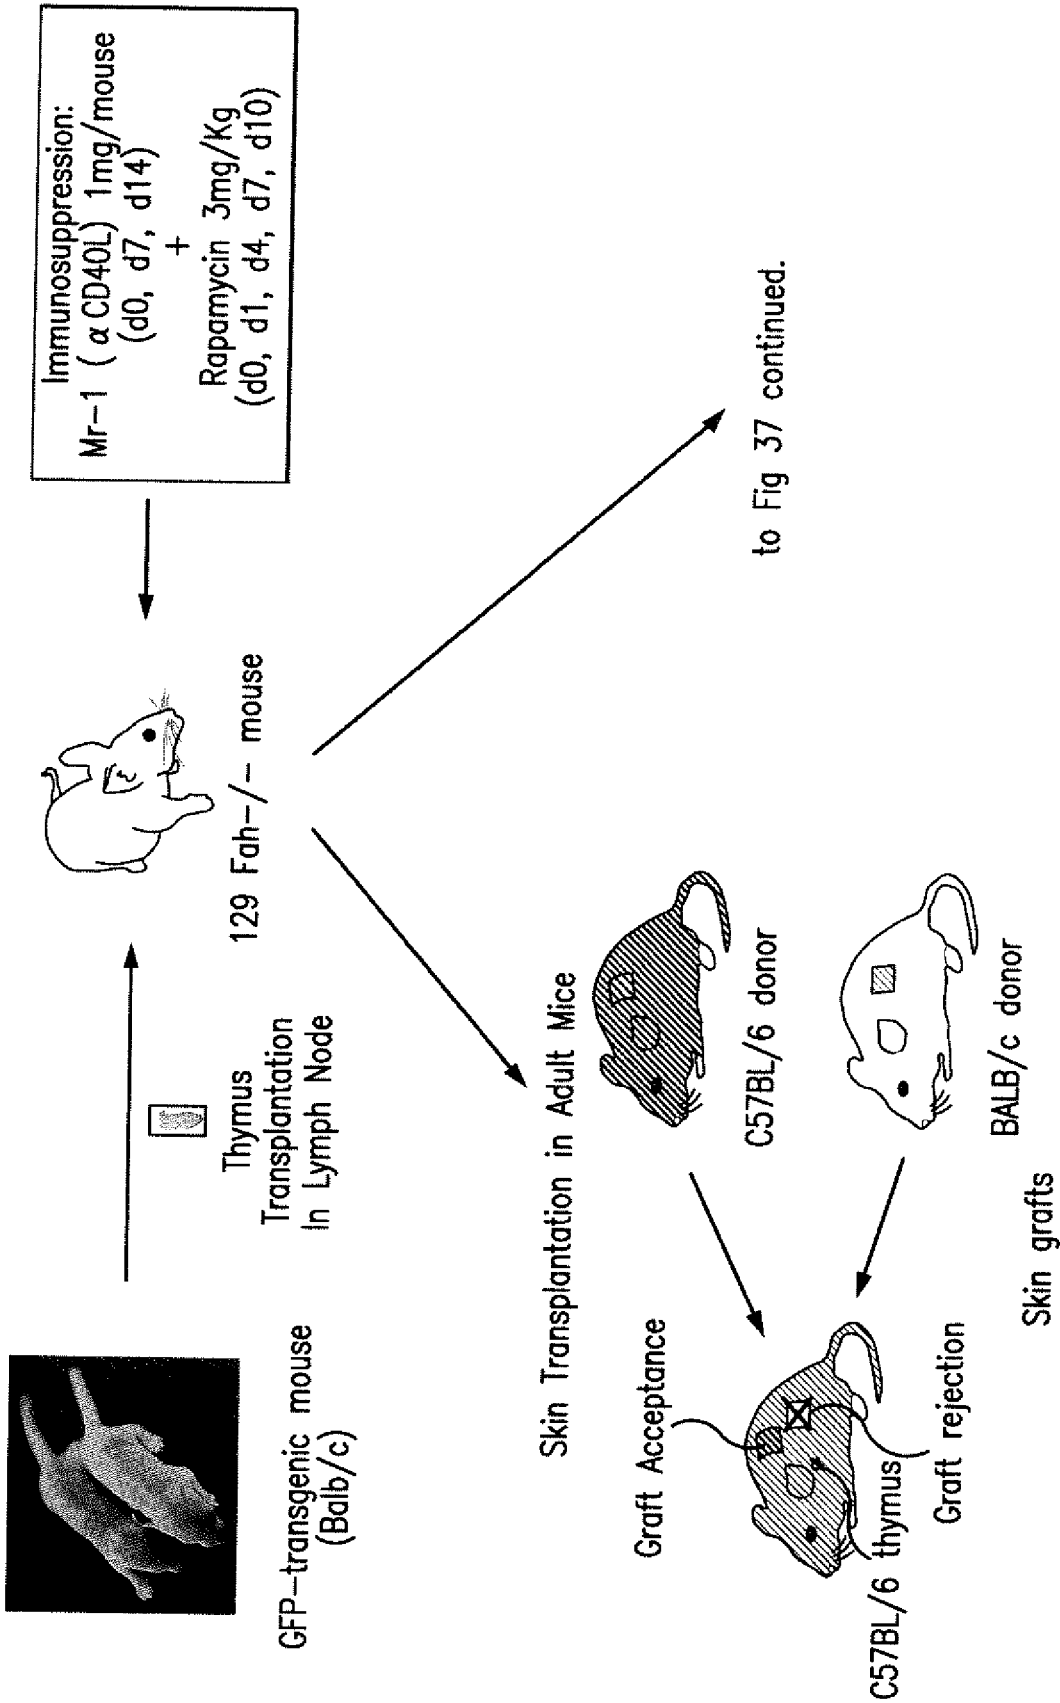 GFP-transgenic mouse
(Balb/c)
Thymus
Transplantation
In Lymph Node
129 Fah-/- mouse
Immunosuppression:
Mr-1 (αCD40L) 1mg/mouse
(d0, d7, d14)
+
Rapamycin 3mg/Kg
(d0, d1, d4, d7, d10)
Skin Transplantation in Adult Mice
Graft Acceptance
C57BL/6 thymus
Graft rejection
C57BL/6 donor
BALB/c donor
Skin grafts
to Fig 37 continued.